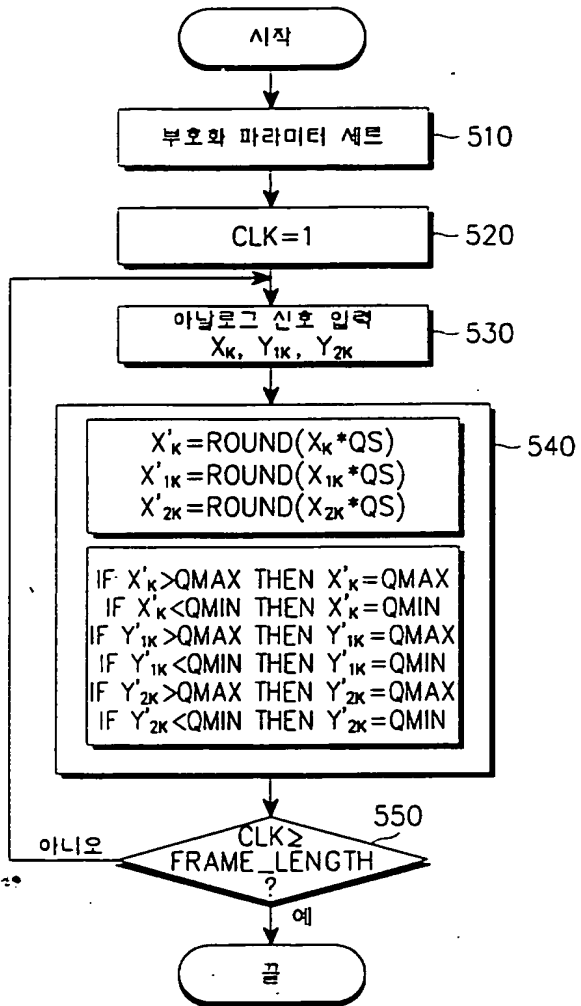 시작
부호화 파라미터 세트
510
CLK=1
520
아날로그 신호 입력
X_K, Y_1K, Y_2K
530
X'_K=ROUND(X_K*QS)
X'_1K=ROUND(X_1K*QS)
X'_2K=ROUND(X_2K*QS)
540
IF X'_K>QMAX THEN X'_K=QMAX
IF X'_K<QMIN THEN X'_K=QMIN
IF Y'_1K>QMAX THEN Y'_1K=QMAX
IF Y'_1K<QMIN THEN Y'_1K=QMIN
IF Y'_2K>QMAX THEN Y'_2K=QMAX
IF Y'_2K<QMIN THEN Y'_2K=QMIN
550
CLK≥
FRAME_LENGTH
?
아니오
예
끝